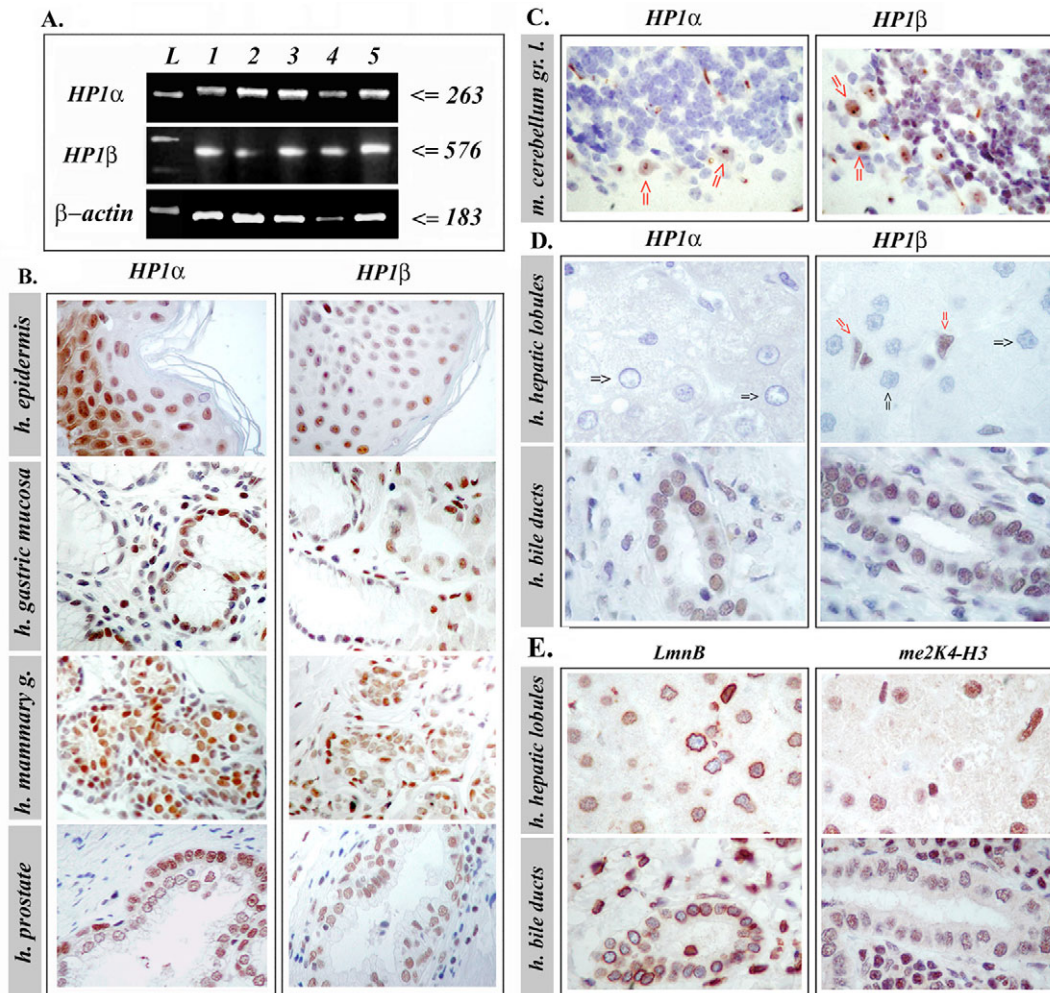 A.
L 1 2 3 4 5
HP1α <= 263
HP1β <= 576
β-actin <= 183
B.
HP1α HP1β
h. epidermis
h. gastric mucosa
h. mammary g.
h. prostate
C.
HP1α HP1β
m. cerebellum gr. l.
D.
HP1α HP1β
h. hepatic lobules
h. bile ducts
E.
LmnB me2K4-H3
h. hepatic lobules
h. bile ducts